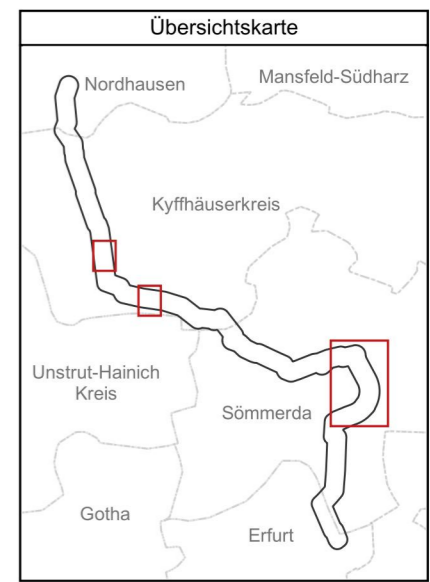 Übersichtskarte
Nordhausen
Mansfeld-Südharz
Kyffhäuserkreis
Unstrut-Hainich
Kreis
Sömmerda
Gotha
Erfurt